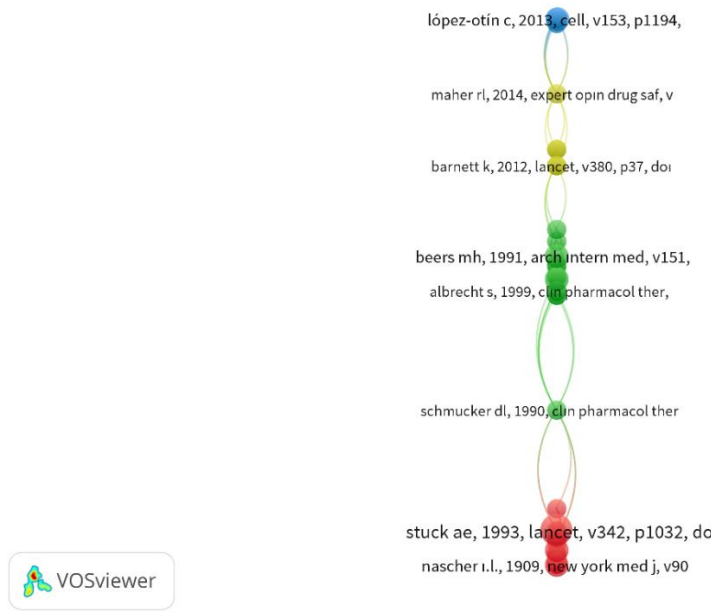 lópez-otín c, 2013, cell, v153, p1194,
maher rl, 2014, expert opin drug saf, v
barnett k, 2012, lancet, v380, p37, doi
beers mh, 1991, arch intern med, v151,
albrecht s, 1999, clin pharmacol ther,
schmucker dl, 1990, clin pharmacol ther
stuck ae, 1993, lancet, v342, p1032, do
nascher ı.l., 1909, new york med j, v90
VOSviewer